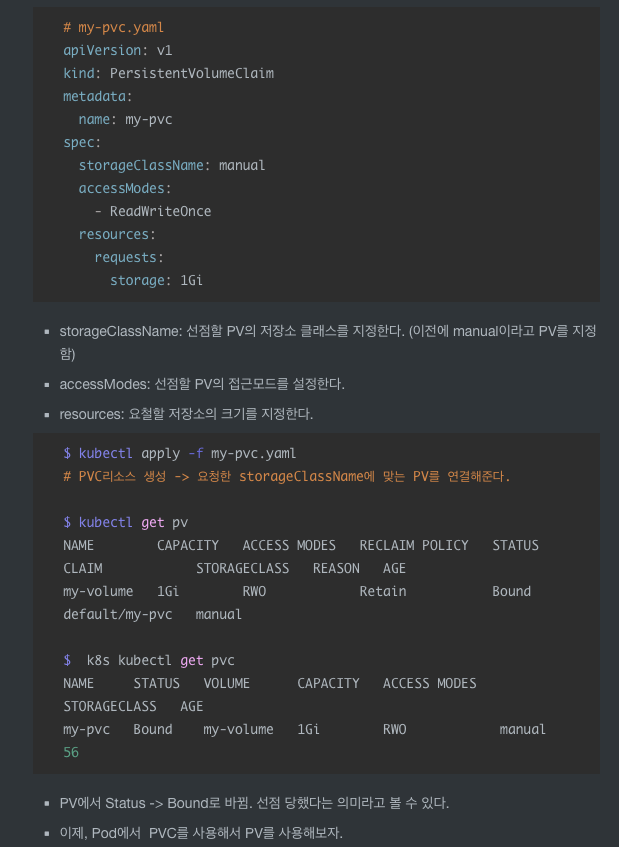 # my-pvc.yaml
apiVersion: v1
kind: PersistentVolumeClaim
metadata:
  name: my-pvc
spec:
  storageClassName: manual
  accessModes:
    - ReadWriteOnce
  resources:
    requests:
      storage: 1Gi
▪ storageClassName: 선점할 PV의 저장소 클래스를 지정한다. (이전에 manual이라고 PV를 지정
함)
▪ accessModes: 선점할 PV의 접근모드를 설정한다.
▪ resources: 요철할 저장소의 크기를 지정한다.
$ kubectl apply -f my-pvc.yaml
# PVC리소스 생성 -> 요청한 storageClassName에 맞는 PV를 연결해준다.
$ kubectl get pv
NAME        CAPACITY   ACCESS MODES   RECLAIM POLICY   STATUS
CLAIM            STORAGECLASS   REASON   AGE
my-volume   1Gi        RWO            Retain           Bound
default/my-pvc   manual
$  k8s kubectl get pvc
NAME     STATUS   VOLUME      CAPACITY   ACCESS MODES
STORAGECLASS   AGE
my-pvc   Bound    my-volume   1Gi        RWO            manual
56
▪ PV에서 Status -> Bound로 바뀜. 선점 당했다는 의미라고 볼 수 있다.
▪ 이제, Pod에서  PVC를 사용해서 PV를 사용해보자.